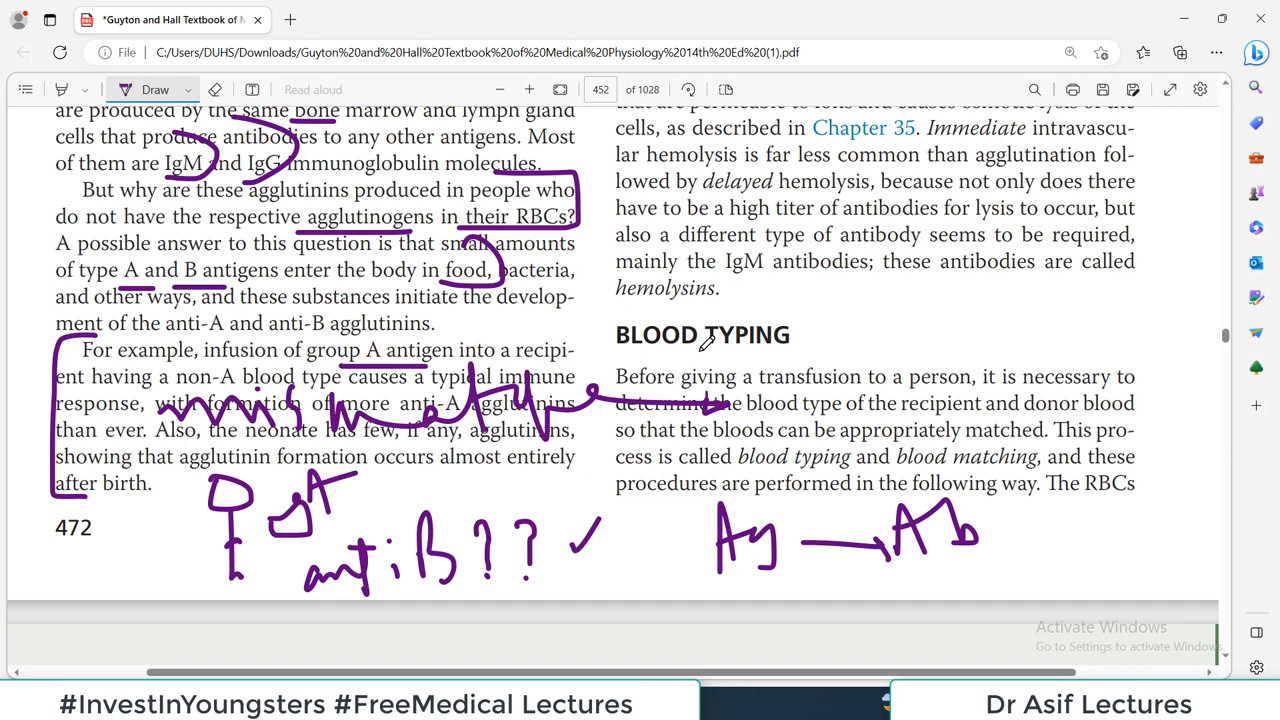 *Guyton and Hall Textbook of M
File
C:/Users/DUHS/Downloads/Guyton%20and%20Hall%20Textbook%20of%20Medical%20Physiology%2014th%20Ed%20(1).pdf
Draw
452 of 1028
Read aloud
are produced by the same bone marrow and lymph gland
cells that produce antibodies to any other antigens. Most
of them are IgM and IgG immunoglobulin molecules.
But why are these agglutinins produced in people who
do not have the respective agglutinogens in their RBCs?
A possible answer to this question is that small amounts
of type A and B antigens enter the body in food, bacteria,
and other ways, and these substances initiate the develop-
ment of the anti-A and anti-B agglutinins.
For example, infusion of group A antigen into a recipi-
ent having a non-A blood type causes a typical immune
response, with formation of more anti-A agglutinins
than ever. Also, the neonate has few, if any, agglutinins,
showing that agglutinin formation occurs almost entirely
after birth.
472
A
anti B ? ? ✓
that are permeable to ions and causes osmotic lysis of the
cells, as described in Chapter 35. Immediate intravascu-
lar hemolysis is far less common than agglutination fol-
lowed by delayed hemolysis, because not only does there
have to be a high titer of antibodies for lysis to occur, but
also a different type of antibody seems to be required,
mainly the IgM antibodies; these antibodies are called
hemolysins.
BLOOD TYPING
Before giving a transfusion to a person, it is necessary to
determine the blood type of the recipient and donor blood
so that the bloods can be appropriately matched. This pro-
cess is called blood typing and blood matching, and these
procedures are performed in the following way. The RBCs
Ag → Ab
Activate Windows
Go to Settings to activate Windows.
#InvestInYoungsters #FreeMedical Lectures
Dr Asif Lectures